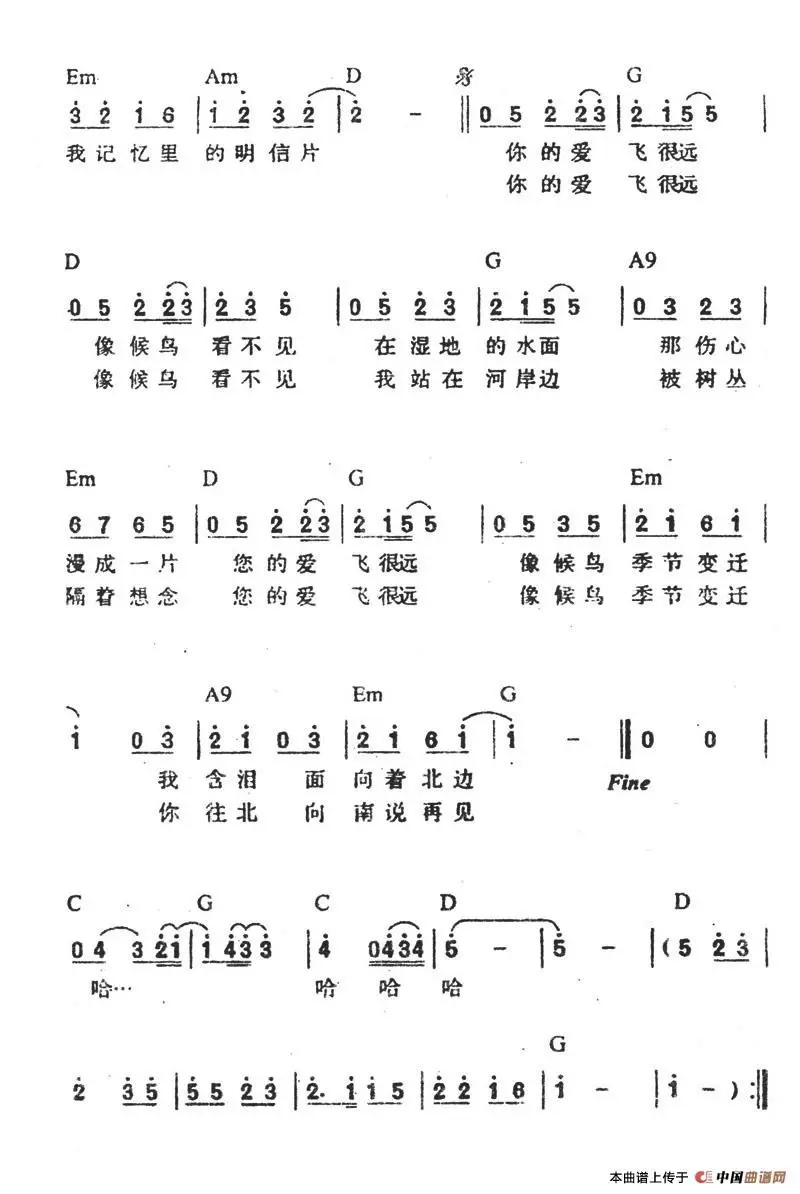 Em Am D G
3 2 1 6 | 1 2 3 2 | 2 - || 0 5 2 2 3 | 2 1 5 5 |
我记忆里 的明信片 你的爱 飞很远
你的爱 飞很远
D G A9
0 5 2 2 3 | 2 3 5 | 0 5 2 3 | 2 1 5 5 | 0 3 2 3 |
像候鸟 看不见 在湿地 的水面 那伤心
像候鸟 看不见 我站在 河岸边 被树丛
Em D G Em
6 7 6 5 | 0 5 2 2 3 | 2 1 5 5 | 0 5 3 5 | 2 1 6 1 |
漫成一片 您的爱 飞很远 像候鸟 季节变迁
隔着想念 您的爱 飞很远 像候鸟 季节变迁
A9 Em G
1 0 3 | 2 1 0 3 | 2 1 6 1 | 1 - || 0 0 |
我 含泪 面 向着北边 Fine
你 往北 向 南说再见
C G C D D
0 4 3 2 1 | 1 4 3 3 | 4 0 4 3 4 | 5 - | 5 - | (5 2 3 |
哈… 哈 哈 哈
G
2 3 5 | 5 5 2 3 | 2. 1 1 5 | 2 2 1 6 | 1 - | 1 - ) :||
本曲谱上传于 中国曲谱网